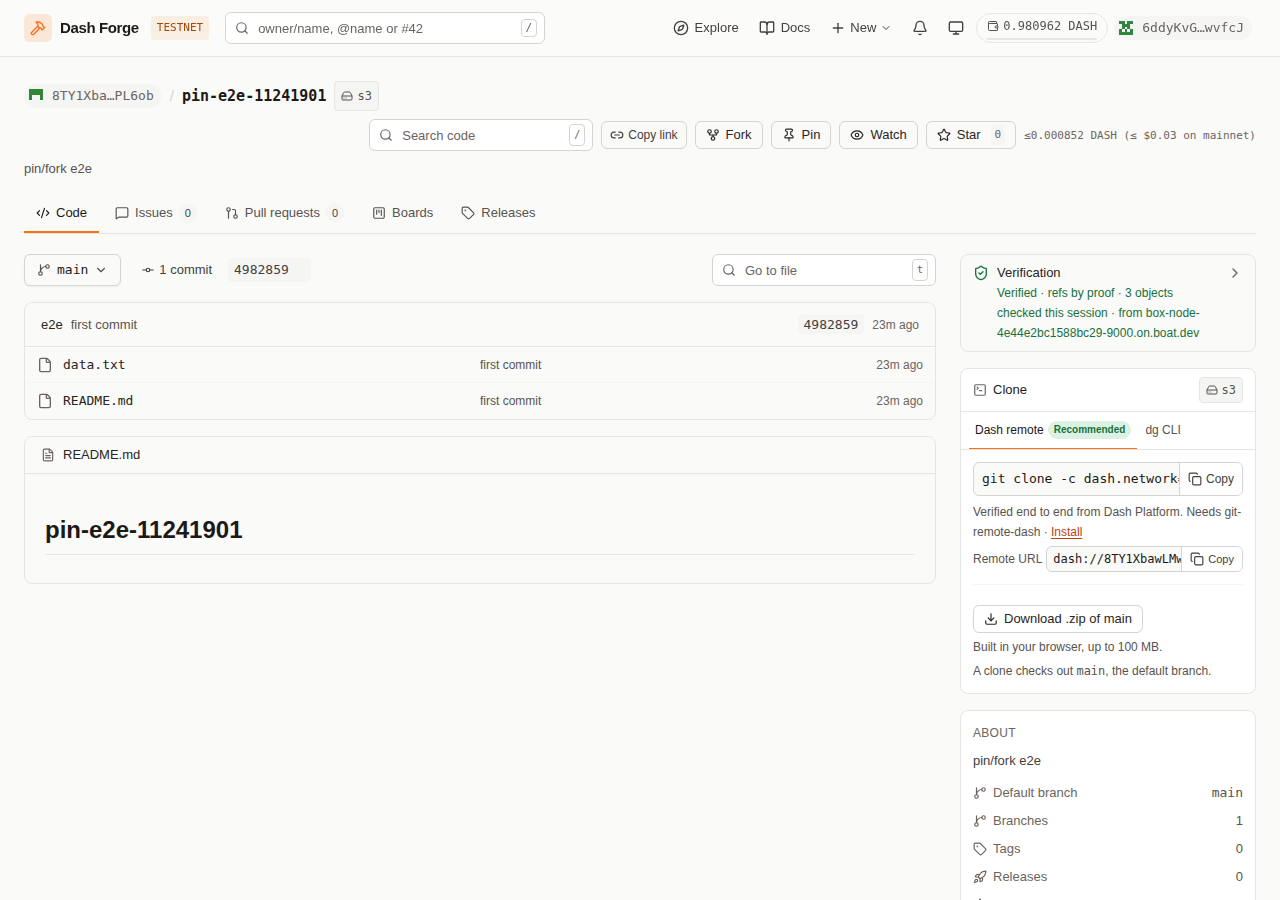 Dash Forge TESTNET owner/name, @name or #42 / Explore Docs New 0.980962 DASH 6ddyKvG…wvfcJ
8TY1Xba…PL6ob / pin-e2e-11241901 s3
Search code / Copy link Fork Pin Watch Star 0 ≤0.000852 DASH (≤ $0.03 on mainnet)
pin/fork e2e
Code Issues 0 Pull requests 0 Boards Releases
main 1 commit 4982859 Go to file t
e2e first commit 4982859 23m ago
data.txt first commit 23m ago
README.md first commit 23m ago
README.md
pin-e2e-11241901
Verification
Verified · refs by proof · 3 objects
checked this session · from box-node-
4e44e2bc1588bc29-9000.on.boat.dev
Clone s3
Dash remote Recommended dg CLI
git clone -c dash.network Copy
Verified end to end from Dash Platform. Needs git-
remote-dash · Install
Remote URL dash://8TY1XbawLMw Copy
Download .zip of main
Built in your browser, up to 100 MB.
A clone checks out main, the default branch.
ABOUT
pin/fork e2e
Default branch main
Branches 1
Tags 0
Releases 0